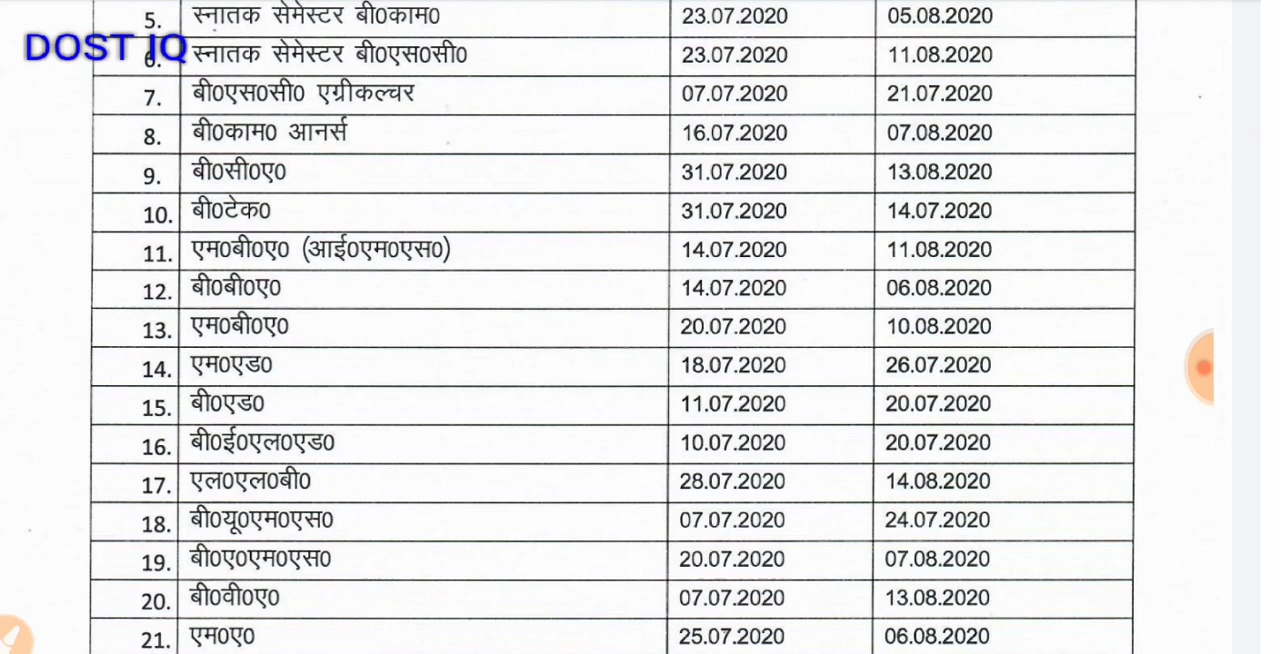 5. स्नातक सेमेस्टर बी0काम0 23.07.2020 05.08.2020
DOST IQ
6. स्नातक सेमेस्टर बी0एस0सी0 23.07.2020 11.08.2020
7. बी0एस0सी0 एग्रीकल्चर 07.07.2020 21.07.2020
8. बी0काम0 आनर्स 16.07.2020 07.08.2020
9. बी0सी0ए0 31.07.2020 13.08.2020
10. बी0टेक0 31.07.2020 14.07.2020
11. एम0बी0ए0 (आई0एम0एस0) 14.07.2020 11.08.2020
12. बी0बी0ए0 14.07.2020 06.08.2020
13. एम0बी0ए0 20.07.2020 10.08.2020
14. एम0एड0 18.07.2020 26.07.2020
15. बी0एड0 11.07.2020 20.07.2020
16. बी0ई0एल0एड0 10.07.2020 20.07.2020
17. एल0एल0बी0 28.07.2020 14.08.2020
18. बी0यू0एम0एस0 07.07.2020 24.07.2020
19. बी0ए0एम0एस0 20.07.2020 07.08.2020
20. बी0वी0ए0 07.07.2020 13.08.2020
21. एम0ए0 25.07.2020 06.08.2020